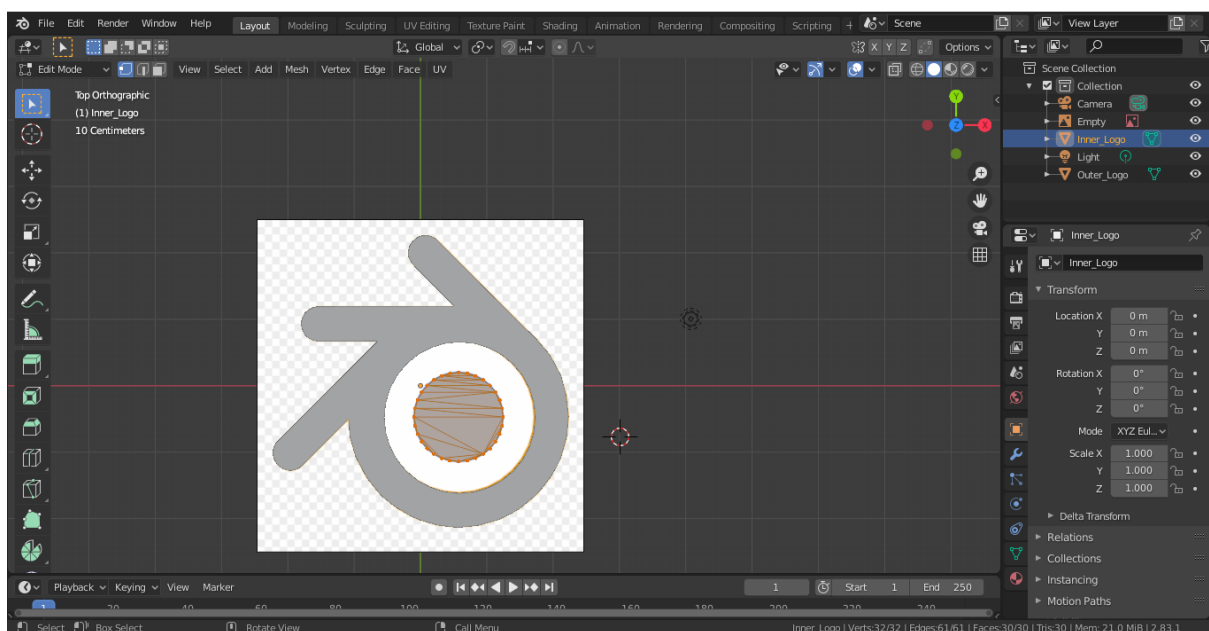 File Edit Render Window Help Layout Modeling Sculpting UV Editing Texture Paint Shading Animation Rendering Compositing Scripting + Scene View Layer
Global X Y Z Options
Edit Mode View Select Add Mesh Vertex Edge Face UV
Top Orthographic
(1) Inner_Logo
10 Centimeters
Y
Z
X
Scene Collection
Collection
Camera
Empty
Inner_Logo
Light
Outer_Logo
Inner_Logo
Inner_Logo
Transform
Location X 0 m
Y 0 m
Z 0 m
Rotation X 0°
Y 0°
Z 0°
Mode XYZ Eul...
Scale X 1.000
Y 1.000
Z 1.000
Delta Transform
Relations
Collections
Instancing
Motion Paths
Playback Keying View Marker 1 Start 1 End 250
1 20 40 60 80 100 120 140 160 180 200 220 240
Select Box Select Rotate View Call Menu Inner_Logo | Verts:32/32 | Edges:61/61 | Faces:30/30 | Tris:30 | Mem: 21.0 MiB | 2.83.1